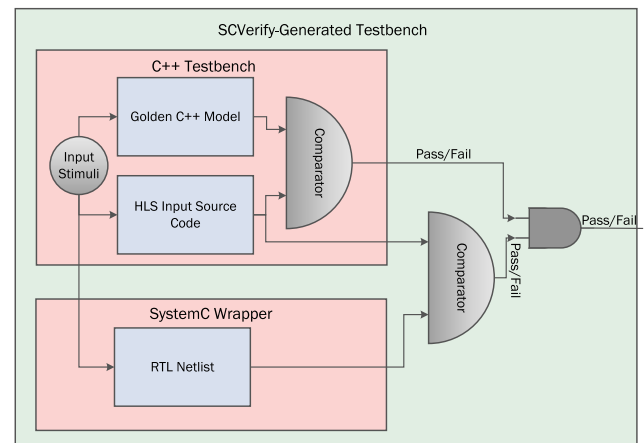 SCVerify-Generated Testbench
C++ Testbench
Golden C++ Model
Input
Stimuli
HLS Input Source
Code
Comparator
Pass/Fail
Pass/Fail
Comparator
Pass/Fail
SystemC Wrapper
RTL Netlist